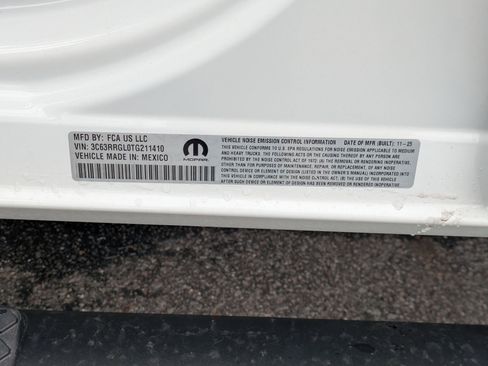 MFD BY: FCA US LLC
VIN: 3C63RRGL0TG211410
VEHICLE MADE IN: MEXICO
MOPAR
VEHICLE NOISE EMISSION CONTROL INFORMATION DATE OF MFR (BUILT): 11-25
THIS VEHICLE CONFORMS TO U.S. EPA REGULATIONS FOR NOISE EMISSION APPLICABLE TO MEDIUM
AND HEAVY TRUCKS. THE FOLLOWING ACTS OR THE CAUSING THEREOF BY ANY PERSON ARE
PROHIBITED BY THE NOISE CONTROL ACT OF 1972 (A) THE REMOVAL OR RENDERING INOPERATIVE,
OTHER THAN FOR PURPOSES OF MAINTENANCE, REPAIR, OR REPLACEMENT, OF ANY NOISE CONTROL
DEVICE OR ELEMENT OF DESIGN (LISTED IN THE OWNER'S MANUAL) INCORPORATED INTO THIS
VEHICLE IN COMPLIANCE WITH THE NOISE CONTROL ACT, (B) THE USE OF THIS VEHICLE AFTER SUCH
DEVICE OR ELEMENT OF DESIGN HAS BEEN REMOVED OR RENDERED INOPERATIVE.